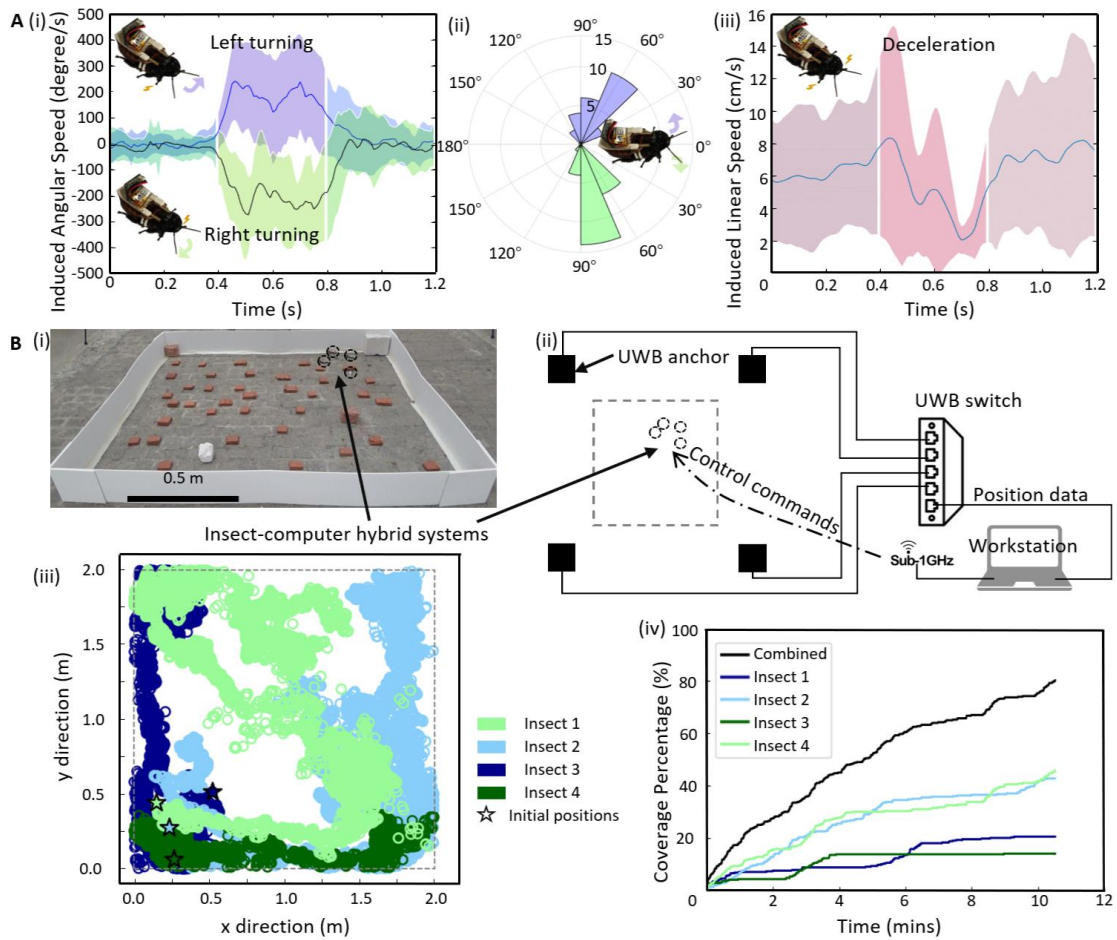 A (i)
Induced Angular Speed (degree/s)
500
400
300
200
100
0
-100
-200
-300
-400
-500
Left turning
Right turning
0.0 0.2 0.4 0.6 0.8 1.0 1.2
Time (s)
(ii)
90°
120°
60°
150°
30°
180°
0°
150°
30°
120°
60°
90°
15
10
5
(iii)
Induced Linear Speed (cm/s)
16
14
12
10
8
6
4
2
0
Deceleration
0.0 0.2 0.4 0.6 0.8 1.0 1.2
Time (s)
B (i)
0.5 m
Insect-computer hybrid systems
(ii)
UWB anchor
UWB switch
Control commands
Position data
Sub-1GHz
Workstation
(iii)
y direction (m)
2.0
1.5
1.0
0.5
0.0
0.0 0.5 1.0 1.5 2.0
x direction (m)
Insect 1
Insect 2
Insect 3
Insect 4
Initial positions
(iv)
Coverage Percentage (%)
100
80
60
40
20
0
Combined
Insect 1
Insect 2
Insect 3
Insect 4
0 2 4 6 8 10 12
Time (mins)